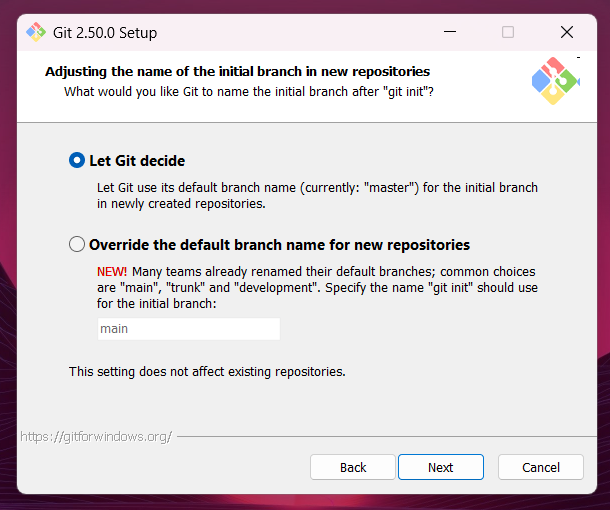 Git 2.50.0 Setup
Adjusting the name of the initial branch in new repositories
What would you like Git to name the initial branch after "git init"?
Let Git decide
Let Git use its default branch name (currently: "master") for the initial branch
in newly created repositories.
Override the default branch name for new repositories
NEW! Many teams already renamed their default branches; common choices
are "main", "trunk" and "development". Specify the name "git init" should use
for the initial branch:
main
This setting does not affect existing repositories.
https://gitforwindows.org/
Back
Next
Cancel